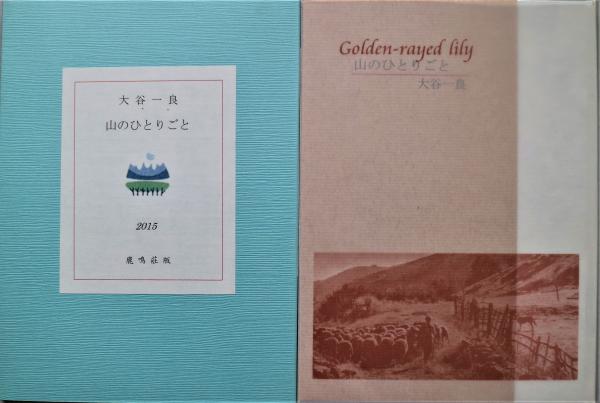 大谷一良
山のひとりごと
2015
鹿鳴荘版
Golden-rayed lily
山のひとりごと
大谷一良